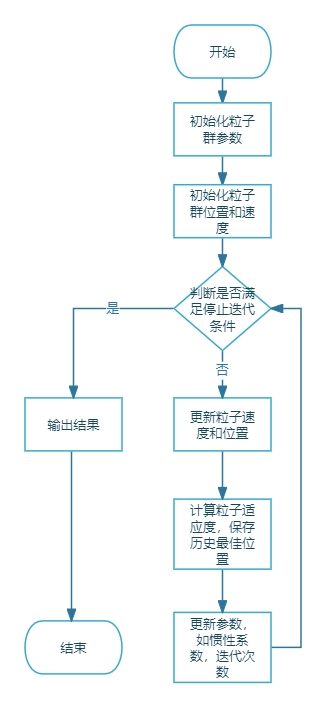 开始
初始化粒子
群参数
初始化粒子
群位置和速
度
判断是否满
足停止迭代
条件
是
否
输出结果
更新粒子速
度和位置
计算粒子适
应度，保存
历史最佳位
置
更新参数，
如惯性系
数，迭代次
数
结束